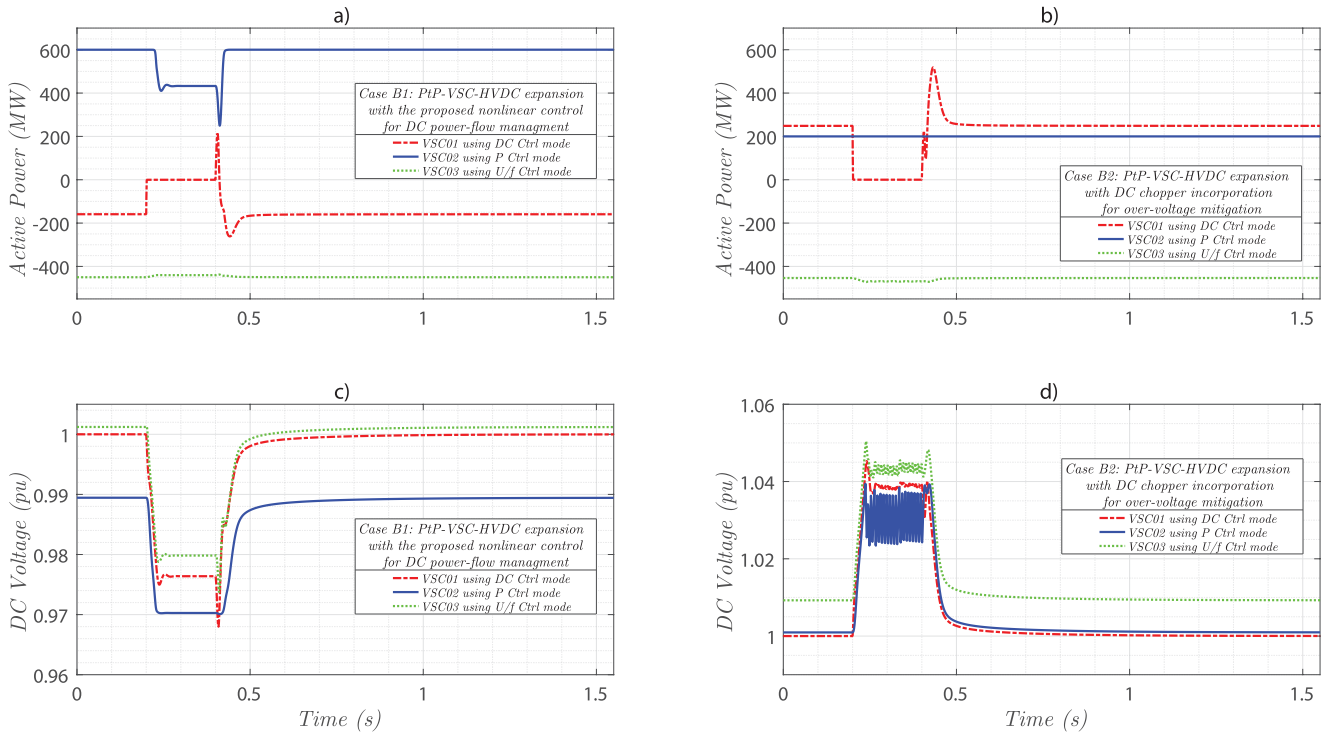 a)
Active Power (MW)
600
400
200
0
-200
-400
0
0.5
1
1.5
Case B1: PtP-VSC-HVDC expansion
with the proposed nonlinear control
for DC power-flow managment
VSC01 using DC Ctrl mode
VSC02 using P Ctrl mode
VSC03 using U/f Ctrl mode
b)
Active Power (MW)
600
400
200
0
-200
-400
0
0.5
1
1.5
Case B2: PtP-VSC-HVDC expansion
with DC chopper incorporation
for over-voltage mitigation
VSC01 using DC Ctrl mode
VSC02 using P Ctrl mode
VSC03 using U/f Ctrl mode
c)
DC Voltage (pu)
1
0.99
0.98
0.97
0.96
0
0.5
1
1.5
Time (s)
Case B1: PtP-VSC-HVDC expansion
with the proposed nonlinear control
for DC power-flow managment
VSC01 using DC Ctrl mode
VSC02 using P Ctrl mode
VSC03 using U/f Ctrl mode
d)
DC Voltage (pu)
1.06
1.04
1.02
1
0
0.5
1
1.5
Time (s)
Case B2: PtP-VSC-HVDC expansion
with DC chopper incorporation
for over-voltage mitigation
VSC01 using DC Ctrl mode
VSC02 using P Ctrl mode
VSC03 using U/f Ctrl mode